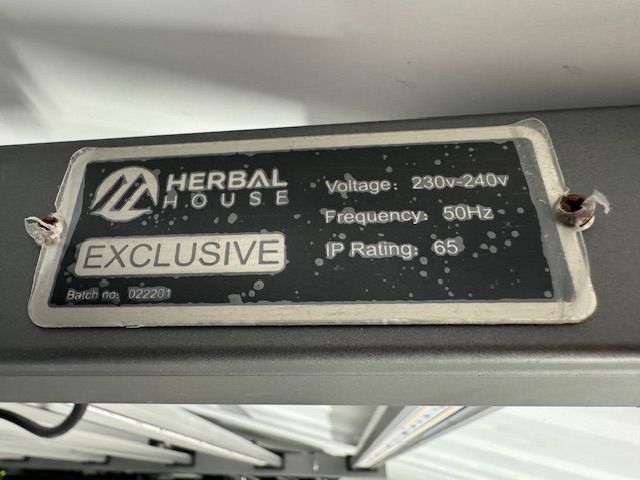 HERBAL
HOUSE
EXCLUSIVE
Batch no: 022201
Voltage: 230v-240v
Frequency: 50Hz
IP Rating: 65